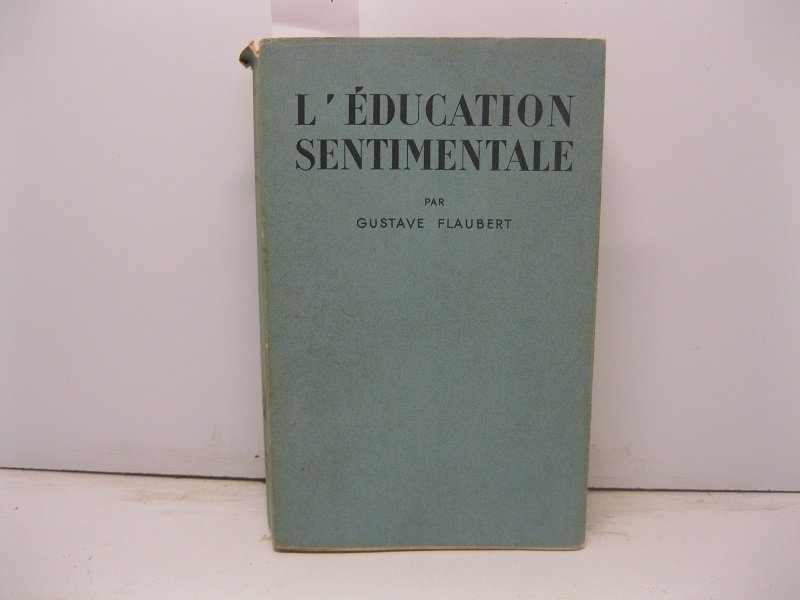 L'ÉDUCATION
SENTIMENTALE
PAR
GUSTAVE FLAUBERT